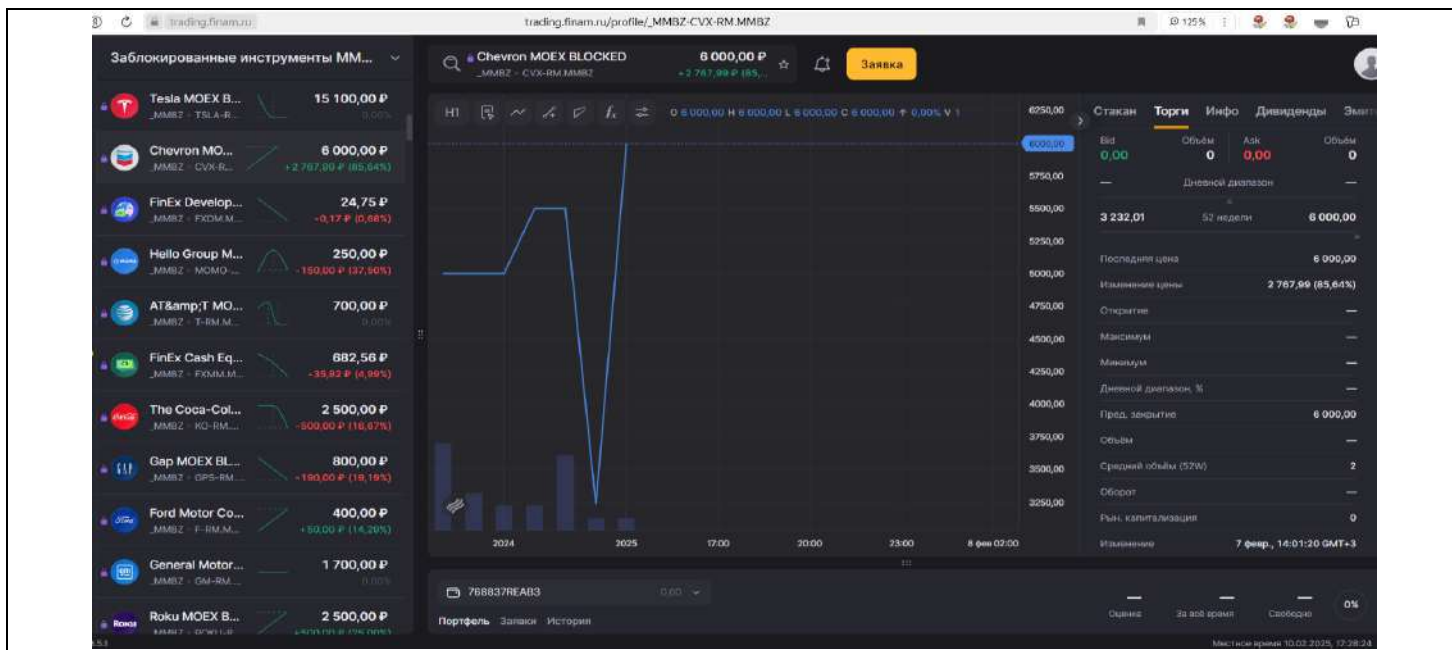 trading.finam.ru
trading.finam.ru/profile/_MMBZ-CVX-RM.MMBZ
125 %
Заблокированные инструменты MM...
Tesla MOEX B...
15 100,00 ₽
_MMBZ - TSLA-R...
0,00%
Chevron MO...
6 000,00 ₽
_MMBZ - CVX-R...
+2 767,99 ₽ (85,64%)
FinEx Develop...
24,75 ₽
_MMBZ - FXDM.M...
-0,17 ₽ (0,68%)
Hello Group M...
250,00 ₽
_MMBZ - MOMO-...
-150,00 ₽ (37,50%)
AT&amp;T MO...
700,00 ₽
_MMBZ - T-RM.M...
0,00%
FinEx Cash Eq...
682,56 ₽
_MMBZ - FXMM.M...
-35,82 ₽ (4,99%)
The Coca-Col...
2 500,00 ₽
_MMBZ - KO-RM....
-500,00 ₽ (16,67%)
Gap MOEX BL...
800,00 ₽
_MMBZ - GPS-RM...
-190,00 ₽ (19,19%)
Ford Motor Co...
400,00 ₽
_MMBZ - F-RM.M...
+50,00 ₽ (14,29%)
General Motor...
1 700,00 ₽
_MMBZ - GM-RM....
0,00%
Roku MOEX B...
2 500,00 ₽
+500,00 ₽ (25,00%)
Chevron MOEX BLOCKED
6 000,00 ₽
_MMBZ - CVX-RM.MMBZ
+2 767,99 ₽ (85,...
Заявка
H1
O 6 000,00 H 6 000,00 L 6 000,00 C 6 000,00 0,00% V 1
6250,00
6000,00
5750,00
5500,00
5250,00
5000,00
4750,00
4500,00
4250,00
4000,00
3750,00
3500,00
3250,00
2024
2025
17:00
20:00
23:00
8 фев 02:00
Стакан
Торги
Инфо
Дивиденды
Bid
Объём
Ask
Объём
0,00
0
0,00
0
—
Дневной диапазон
—
3 232,01
52 недели
6 000,00
Последняя цена
6 000,00
Изменение цены
2 767,99 (85,64%)
Открытие
—
Максимум
—
Минимум
—
Дневной диапазон, %
—
Пред. закрытие
6 000,00
Объём
—
Средний объём (52W)
2
Оборот
—
Рын. капитализация
0
Изменение
7 февр., 14:01:20 GMT+3
768837REAB3
0,00
Портфель
Заявки
История
Оценка
За всё время
Свободно
0%
Местное время 10.02.2025, 17:28:24